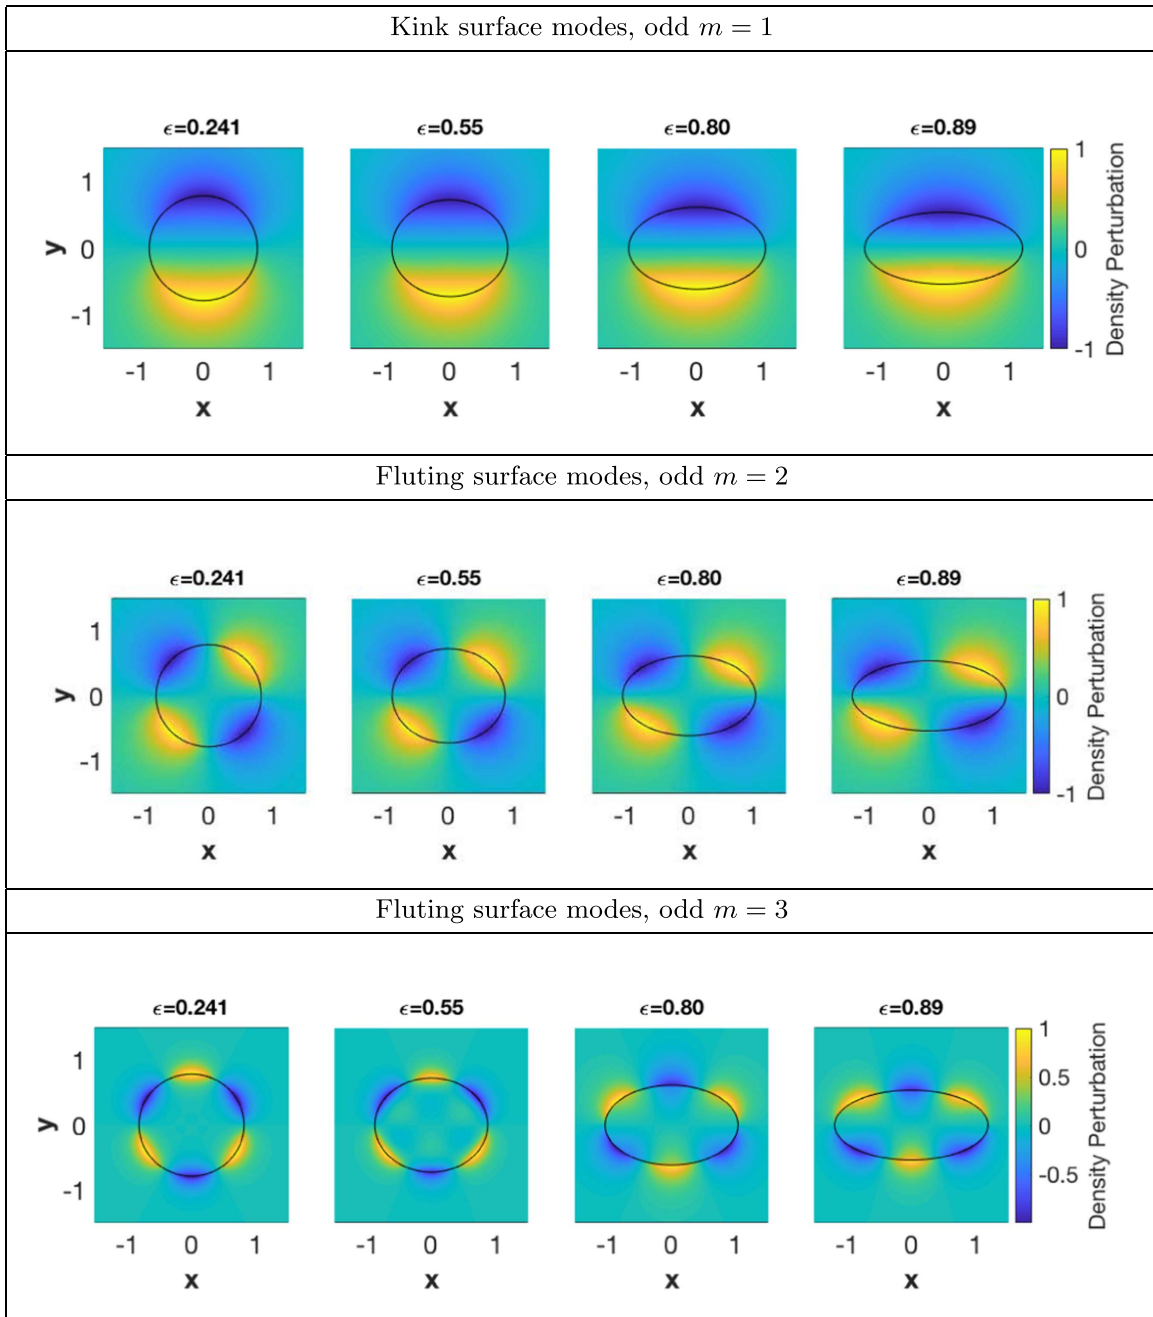 Kink surface modes, odd m = 1
ϵ=0.241 ϵ=0.55 ϵ=0.80 ϵ=0.89
y
1
0
-1
-1 0 1 -1 0 1 -1 0 1 -1 0 1
x x x x
1
0
-1
Density Perturbation
Fluting surface modes, odd m = 2
ϵ=0.241 ϵ=0.55 ϵ=0.80 ϵ=0.89
y
1
0
-1
-1 0 1 -1 0 1 -1 0 1 -1 0 1
x x x x
1
0
-1
Density Perturbation
Fluting surface modes, odd m = 3
ϵ=0.241 ϵ=0.55 ϵ=0.80 ϵ=0.89
y
1
0
-1
-1 0 1 -1 0 1 -1 0 1 -1 0 1
x x x x
1
0.5
0
-0.5
Density Perturbation